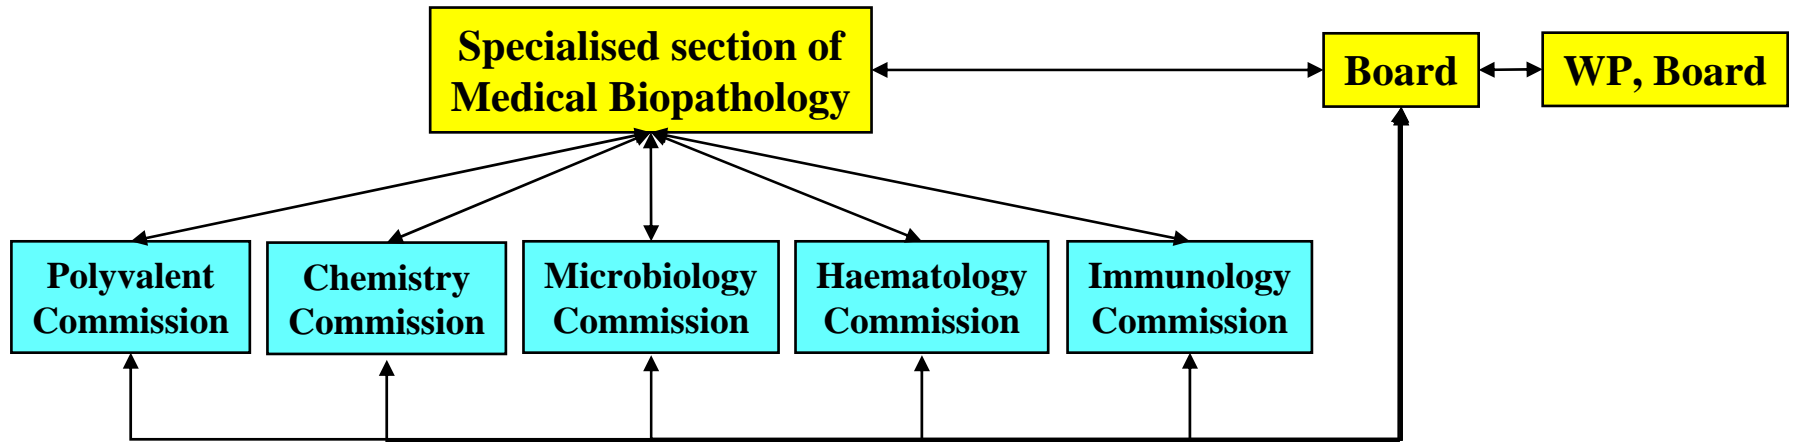 Specialised section of
Medical Biopathology
Board
WP, Board
Polyvalent
Commission
Chemistry
Commission
Microbiology
Commission
Haematology
Commission
Immunology
Commission